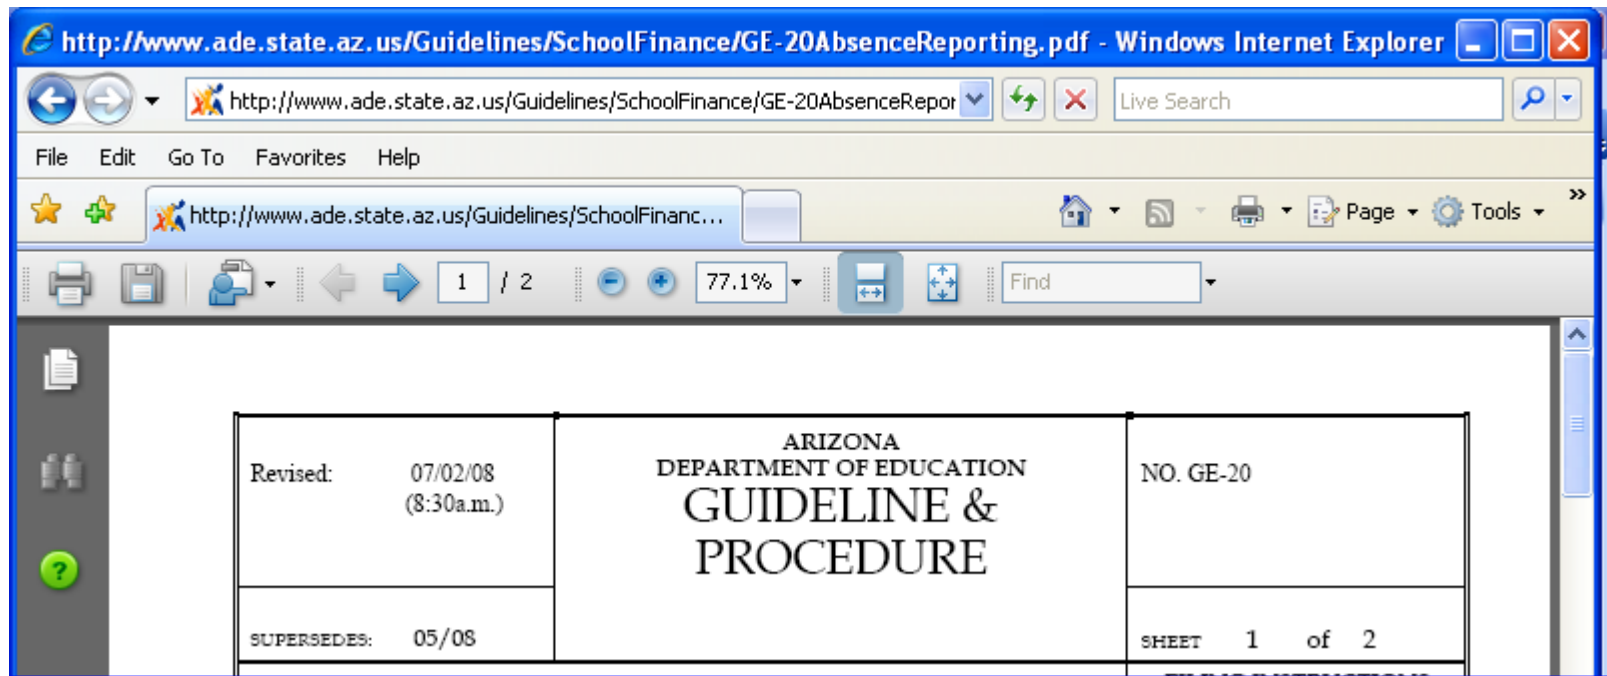 http://www.ade.state.az.us/Guidelines/SchoolFinance/GE-20AbsenceReporting.pdf - Windows Internet Explorer
http://www.ade.state.az.us/Guidelines/SchoolFinance/GE-20AbsenceRepor
Live Search
File Edit Go To Favorites Help
http://www.ade.state.az.us/Guidelines/SchoolFinanc...
Page Tools »
1 / 2 77.1% Find
Revised: 07/02/08
(8:30a.m.)
ARIZONA
DEPARTMENT OF EDUCATION
GUIDELINE &
PROCEDURE
NO. GE-20
SUPERSEDES: 05/08
SHEET 1 of 2